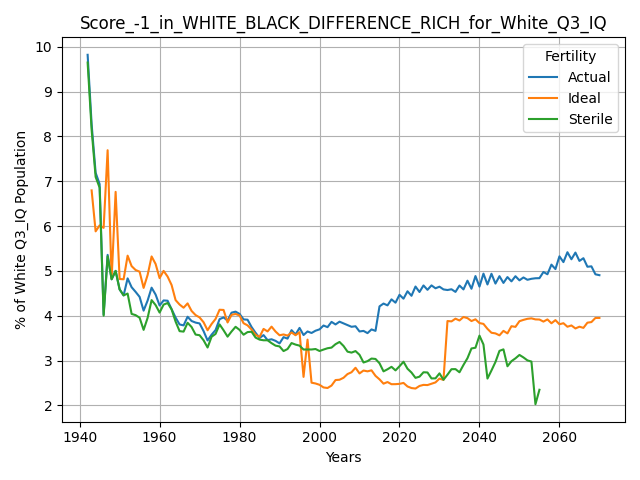 Score_-1_in_WHITE_BLACK_DIFFERENCE_RICH_for_White_Q3_IQ
Fertility
Actual
Ideal
Sterile
% of White Q3_IQ Population
10
9
8
7
6
5
4
3
2
1940
1960
1980
2000
2020
2040
2060
Years